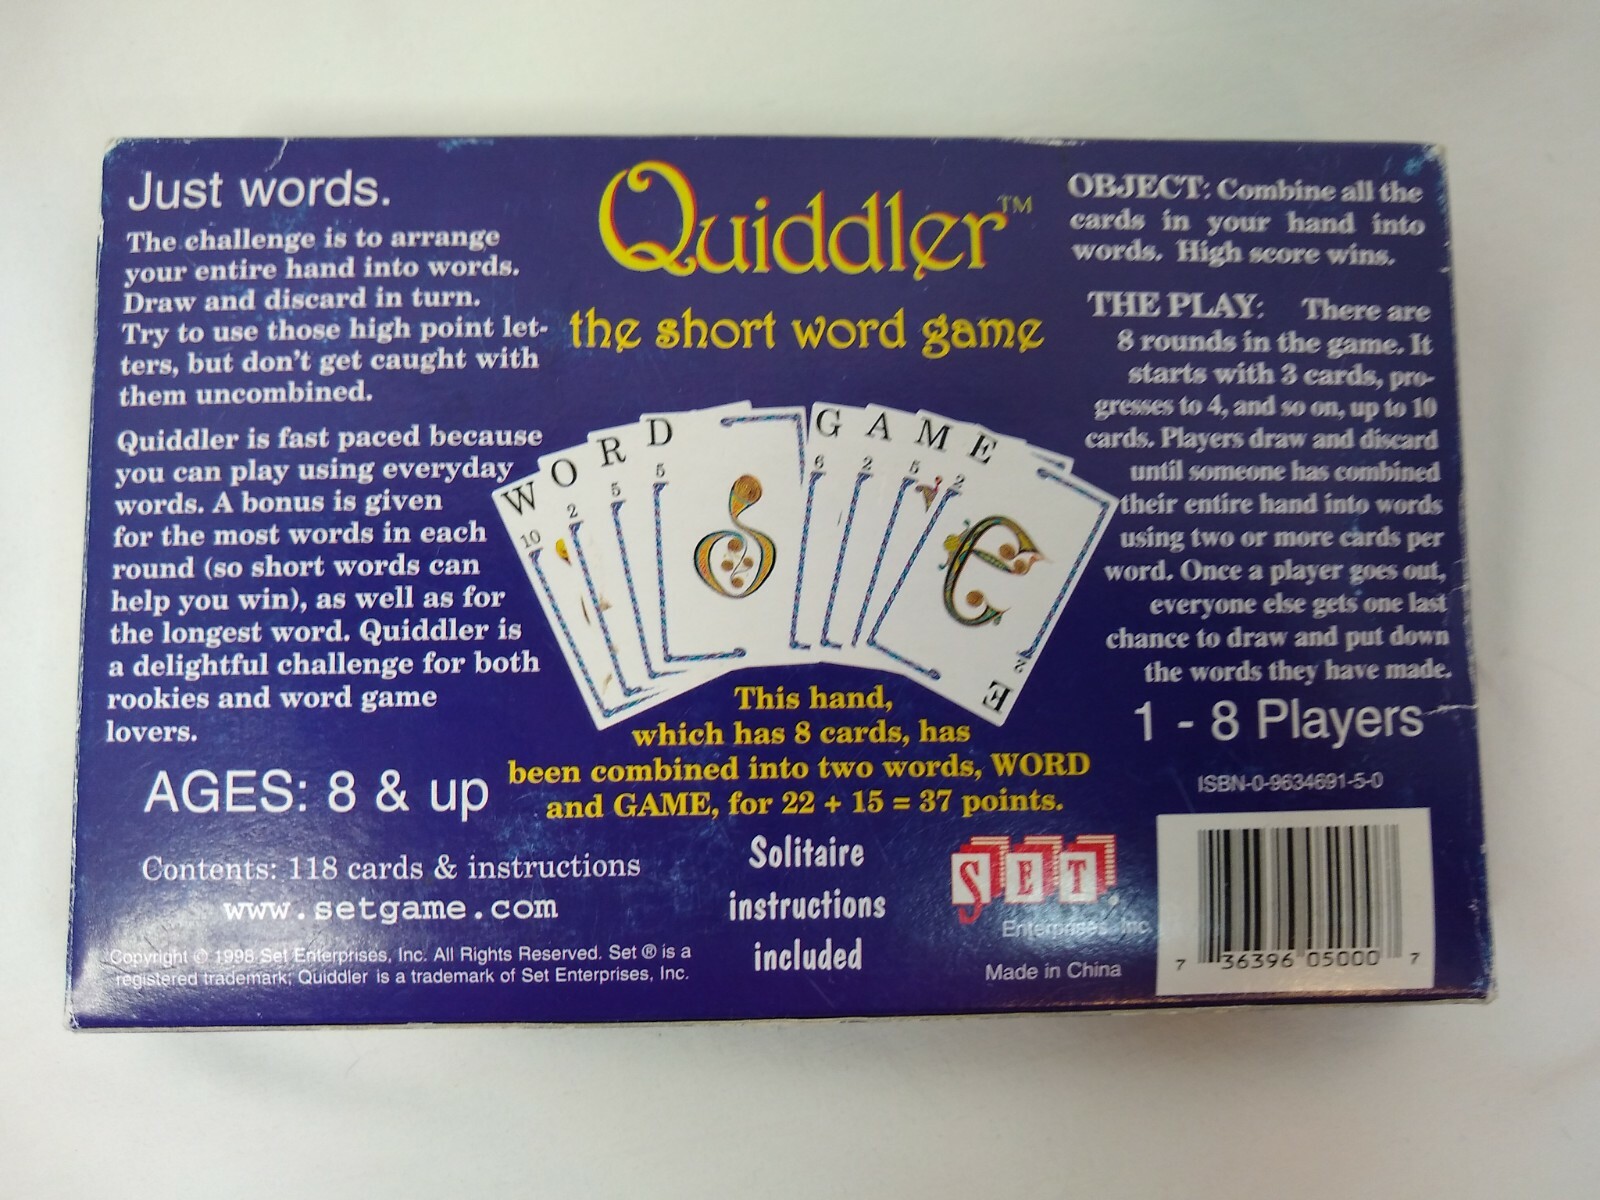 Just words.
The challenge is to arrange
your entire hand into words.
Draw and discard in turn.
Try to use those high point let-
ters, but don't get caught with
them uncombined.
Quiddler is fast paced because
you can play using everyday
words. A bonus is given
for the most words in each
round (so short words can
help you win), as well as for
the longest word. Quiddler is
a delightful challenge for both
rookies and word game
lovers.
AGES: 8 & up
Contents: 118 cards & instructions
www.setgame.com
Copyright © 1998 Set Enterprises, Inc. All Rights Reserved. Set ® is a
registered trademark; Quiddler is a trademark of Set Enterprises, Inc.
Quiddler™
the short word game
W O R D G A M E
10 2 5 5 6 2 5 2
d e
2
E
This hand,
which has 8 cards, has
been combined into two words, WORD
and GAME, for 22 + 15 = 37 points.
Solitaire
instructions
included
SET®
Enterprises, Inc.
Made in China
OBJECT: Combine all the
cards in your hand into
words. High score wins.
THE PLAY: There are
8 rounds in the game. It
starts with 3 cards, pro-
gresses to 4, and so on, up to 10
cards. Players draw and discard
until someone has combined
their entire hand into words
using two or more cards per
word. Once a player goes out,
everyone else gets one last
chance to draw and put down
the words they have made.
1 - 8 Players
ISBN-0-9634691-5-0
7 36396 05000 7